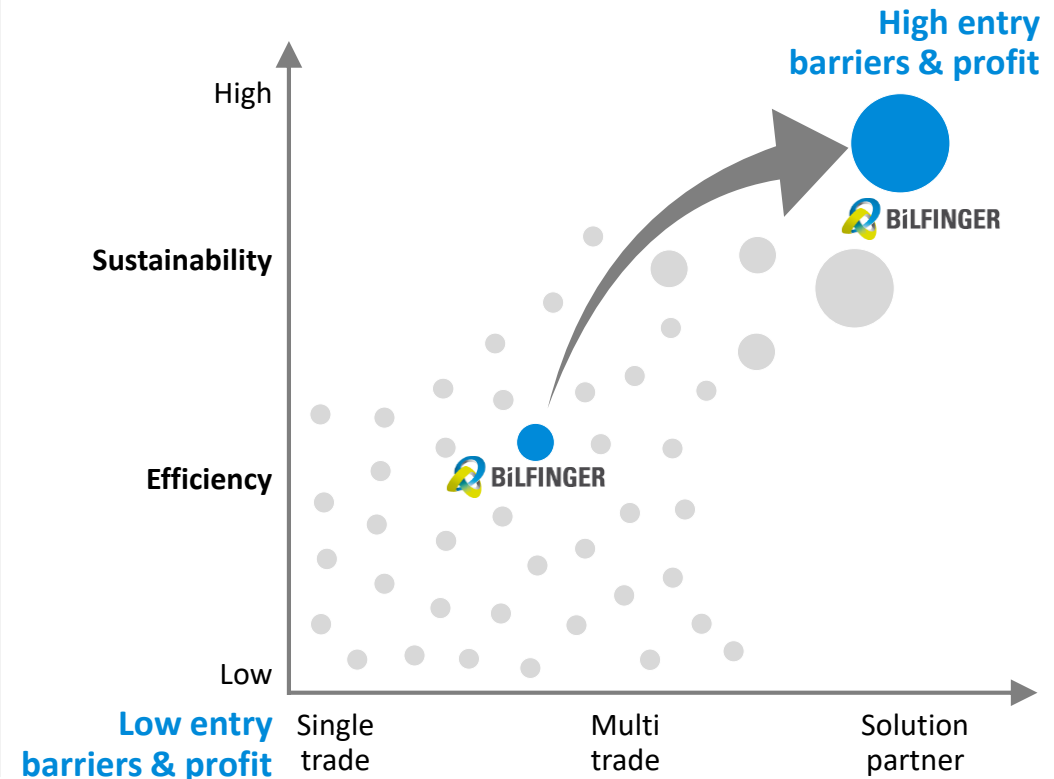 High entry
barriers & profit
High
BiLFINGER
Sustainability
Efficiency
BiLFINGER
Low
Low entry
barriers & profit
Single
trade
Multi
trade
Solution
partner